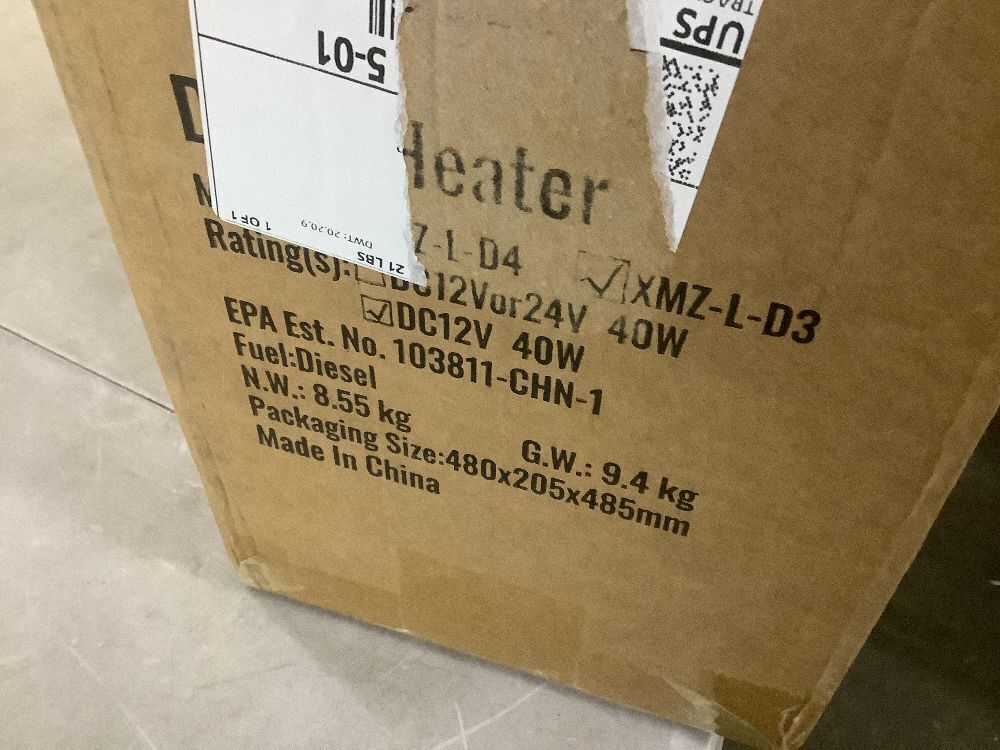 Heater
Z-L-D4 XMZ-L-D3
Rating(s): DC12Vor24V 40W
DC12V 40W
EPA Est. No. 103811-CHN-1
Fuel:Diesel
N.W.: 8.55 kg G.W.: 9.4 kg
Packaging Size:480x205x485mm
Made In China
21 LBS 1 OF 1
DWT: 20,20,9
5-01
UPS